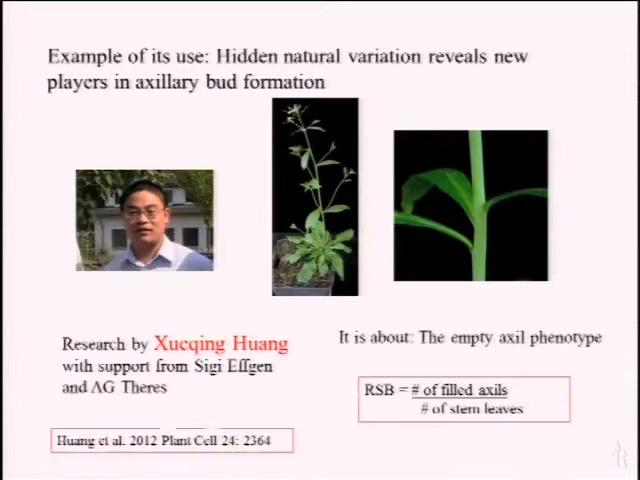 Example of its use: Hidden natural variation reveals new
players in axillary bud formation
Research by Xueqing Huang
with support from Sigi Effgen
and AG Theres
It is about: The empty axil phenotype
RSB = # of filled axils
# of stem leaves
Huang et al. 2012 Plant Cell 24: 2364